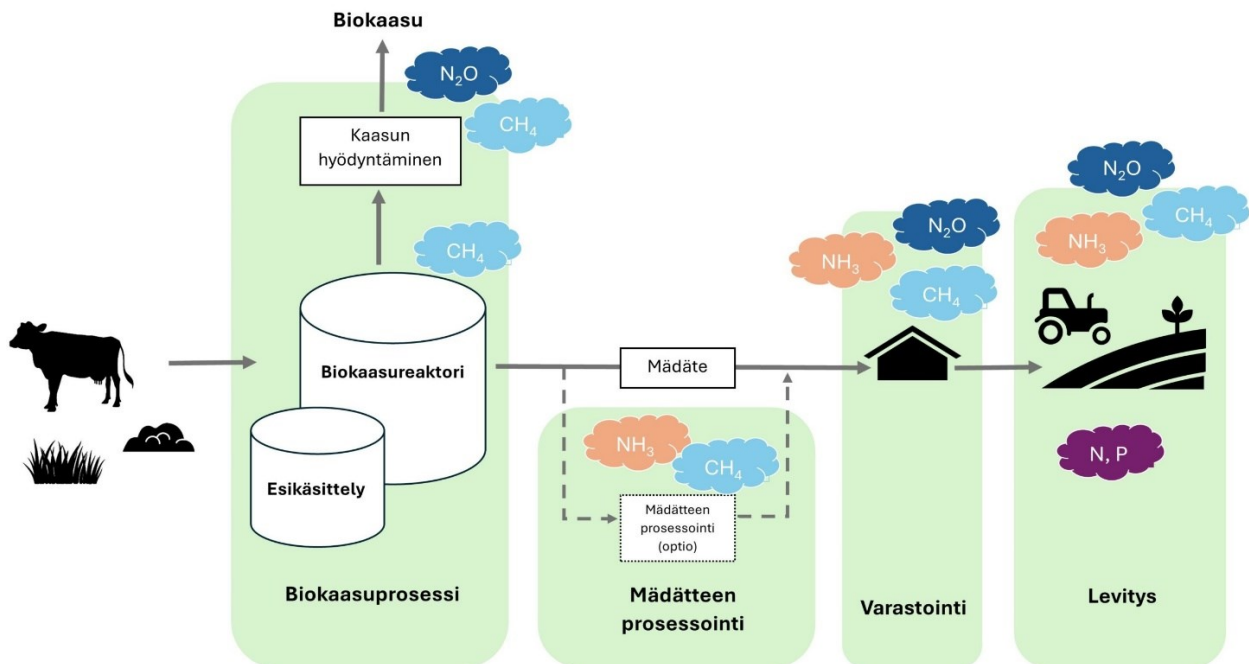 Biokaasu
N₂O
CH₄
Kaasun
hyödyntäminen
CH₄
Biokaasureaktori
Esikäsittely
Biokaasuprosessi
Mädäte
NH₃
CH₄
Mädätteen
prosessointi
(optio)
Mädätteen
prosessointi
N₂O
NH₃
CH₄
Varastointi
N₂O
CH₄
NH₃
N, P
Levitys